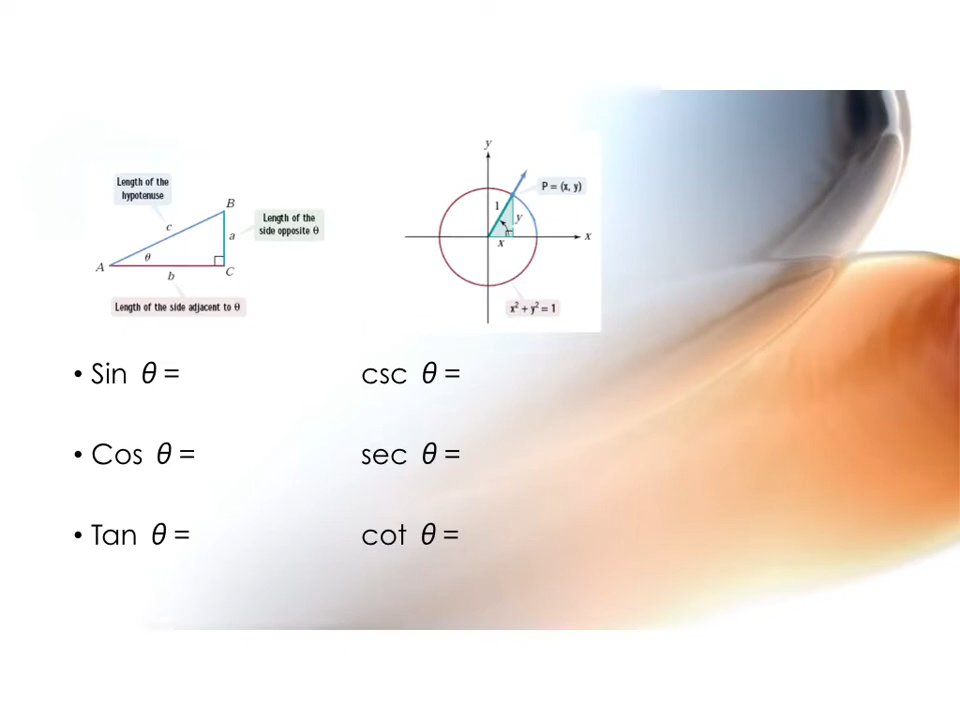 Length of the
hypotenuse
B
c
a
Length of the
side opposite θ
θ
A
b
C
Length of the side adjacent to θ
y
P = (x, y)
1
y
x
x
x² + y² = 1
• Sin θ = csc θ =
• Cos θ = sec θ =
• Tan θ = cot θ =